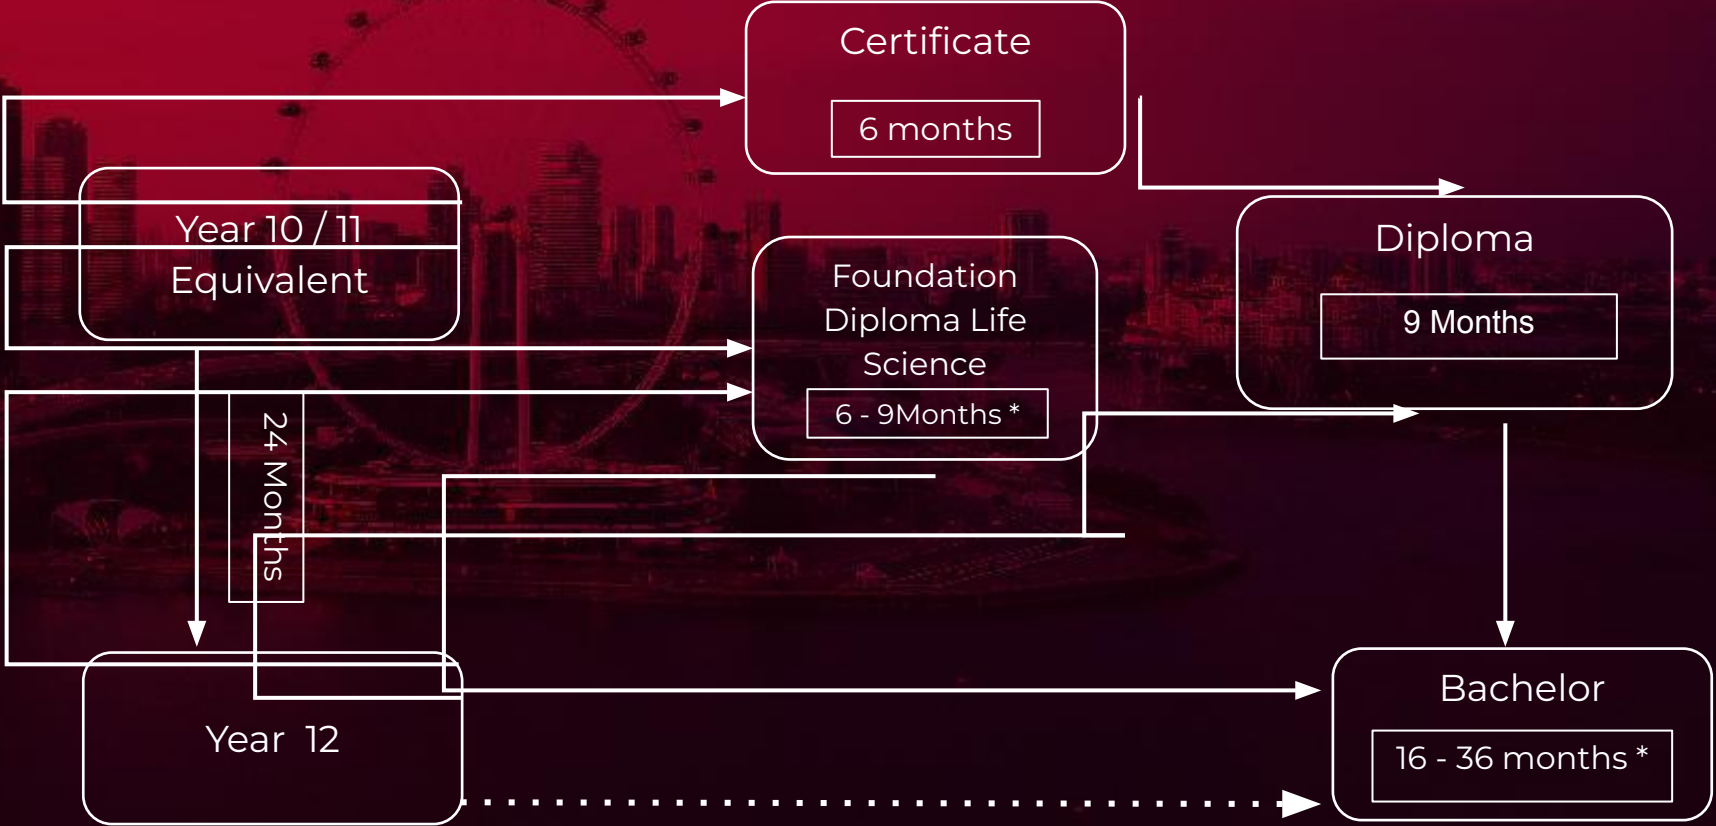 Certificate
6 months
Year 10 / 11
Equivalent
Diploma
9 Months
Foundation
Diploma Life
Science
6 - 9Months *
24 Months
Year  12
Bachelor
16 - 36 months *